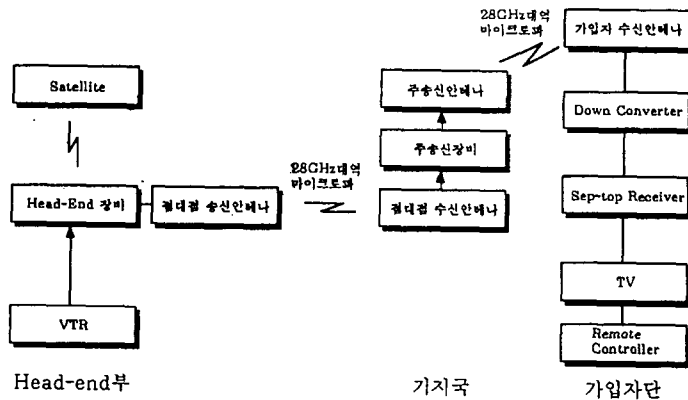 28GHz대역
마이크로파
가입자 수신안테나
Satellite
주송신안테나
Down Converter
주송신장비
28GHz대역
마이크로파
Head-End 장비
점대점 송신안테나
점대점 수신안테나
Sep-top Receiver
TV
VTR
Remote
Controller
Head-end부
기지국
가입자단